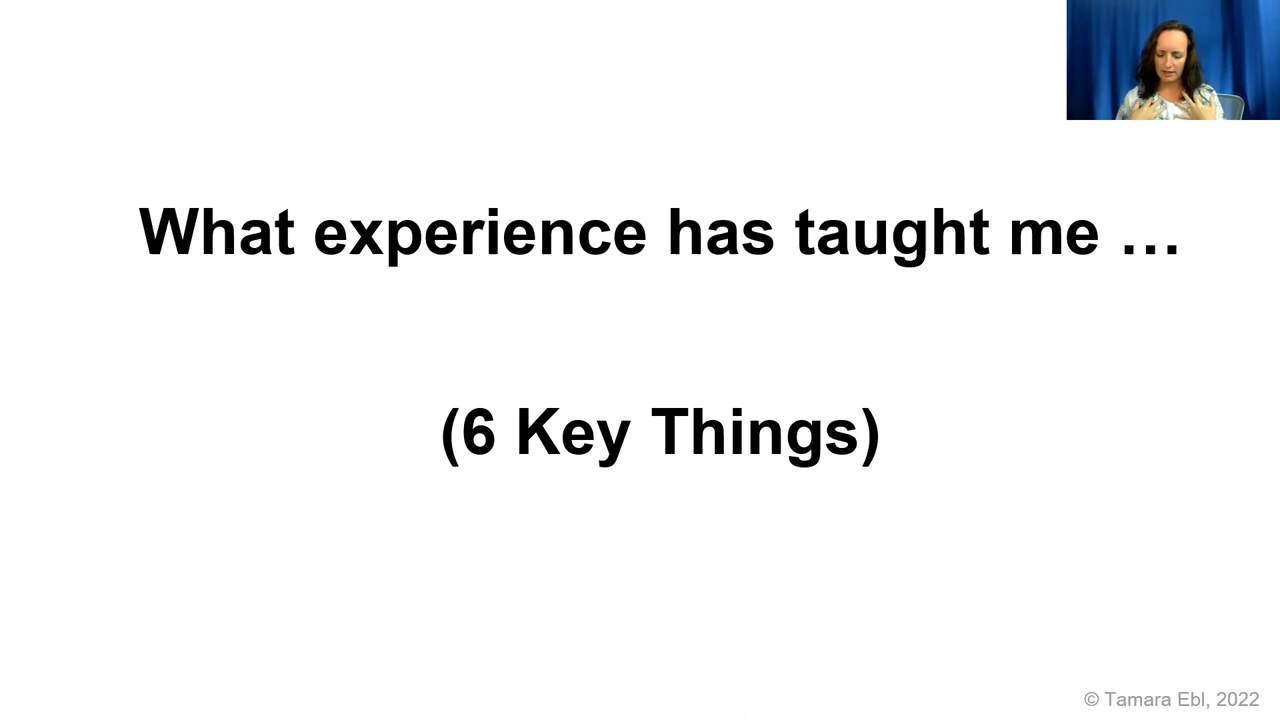 What experience has taught me …
(6 Key Things)
© Tamara Ebl, 2022